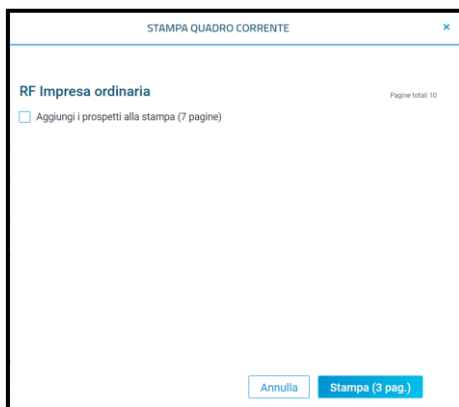 STAMPA QUADRO CORRENTE ×
RF Impresa ordinaria
Pagine totali 10
Aggiungi i prospetti alla stampa (7 pagine)
Annulla
Stampa (3 pag.)